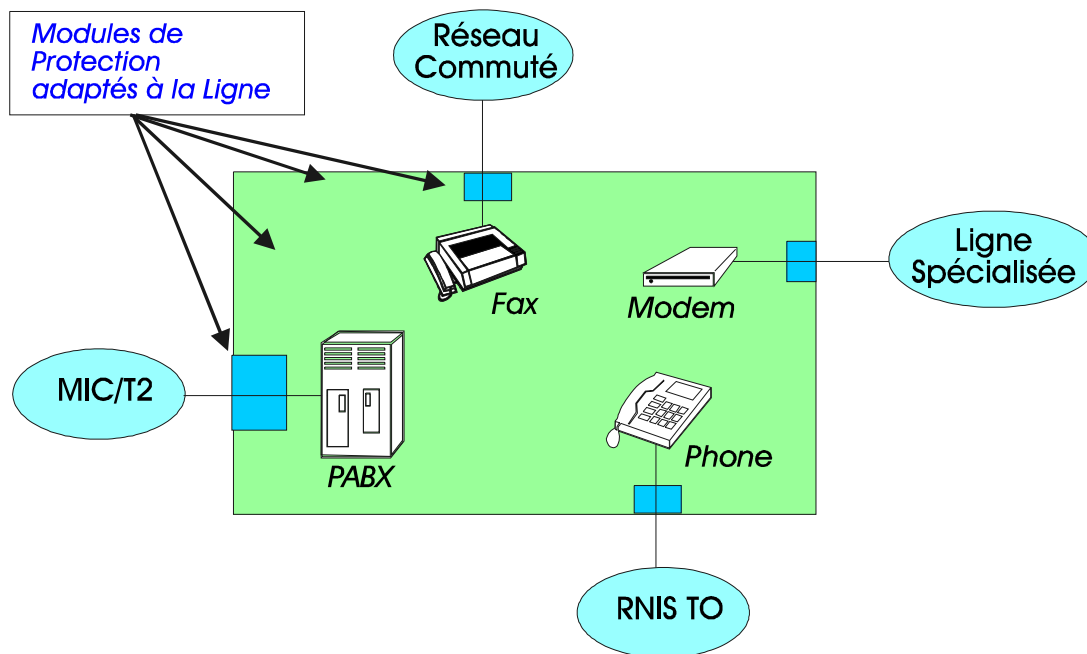 Modules de
Protection
adaptés à la Ligne
Réseau
Commuté
Ligne
Spécialisée
Fax
Modem
MIC/T2
PABX
Phone
RNIS TO